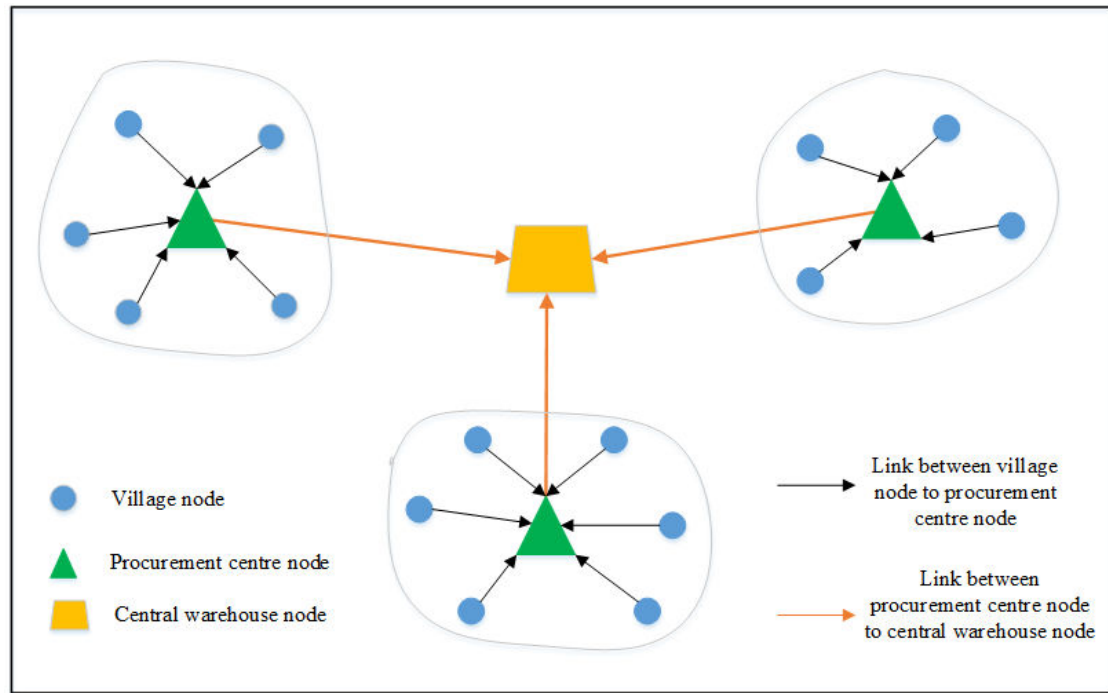 Village node
Procurement centre node
Central warehouse node
Link between village
node to procurement
centre node
Link between
procurement centre node
to central warehouse node